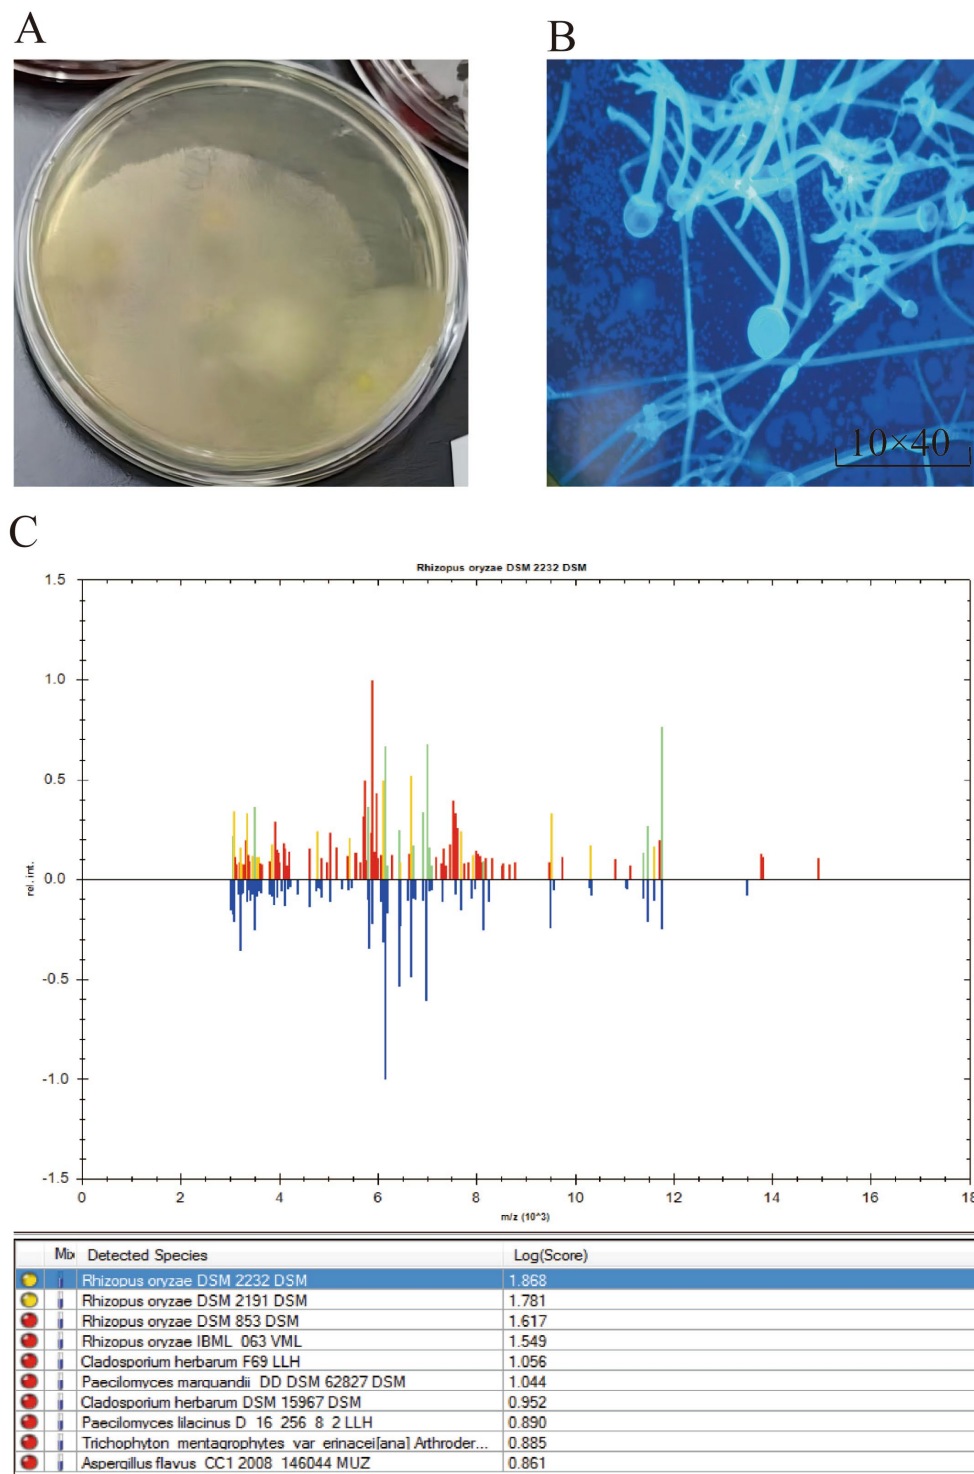 A
B
10×40
C
Rhizopus oryzae DSM 2232 DSM
1.5
1.0
0.5
0.0
-0.5
-1.0
-1.5
rel. int.
0 2 4 6 8 10 12 14 16 18
m/z (10^3)
Mix Detected Species Log(Score)
Rhizopus oryzae DSM 2232 DSM 1.868
Rhizopus oryzae DSM 2191 DSM 1.781
Rhizopus oryzae DSM 853 DSM 1.617
Rhizopus oryzae IBML 063 VML 1.549
Cladosporium herbarum F69 LLH 1.056
Paecilomyces marquandii DD DSM 62827 DSM 1.044
Cladosporium herbarum DSM 15967 DSM 0.952
Paecilomyces lilacinus D 16 256 8 2 LLH 0.890
Trichophyton mentagrophytes var erinacei[ana] Arthroder... 0.885
Aspergillus flavus CC1 2008 146044 MUZ 0.861